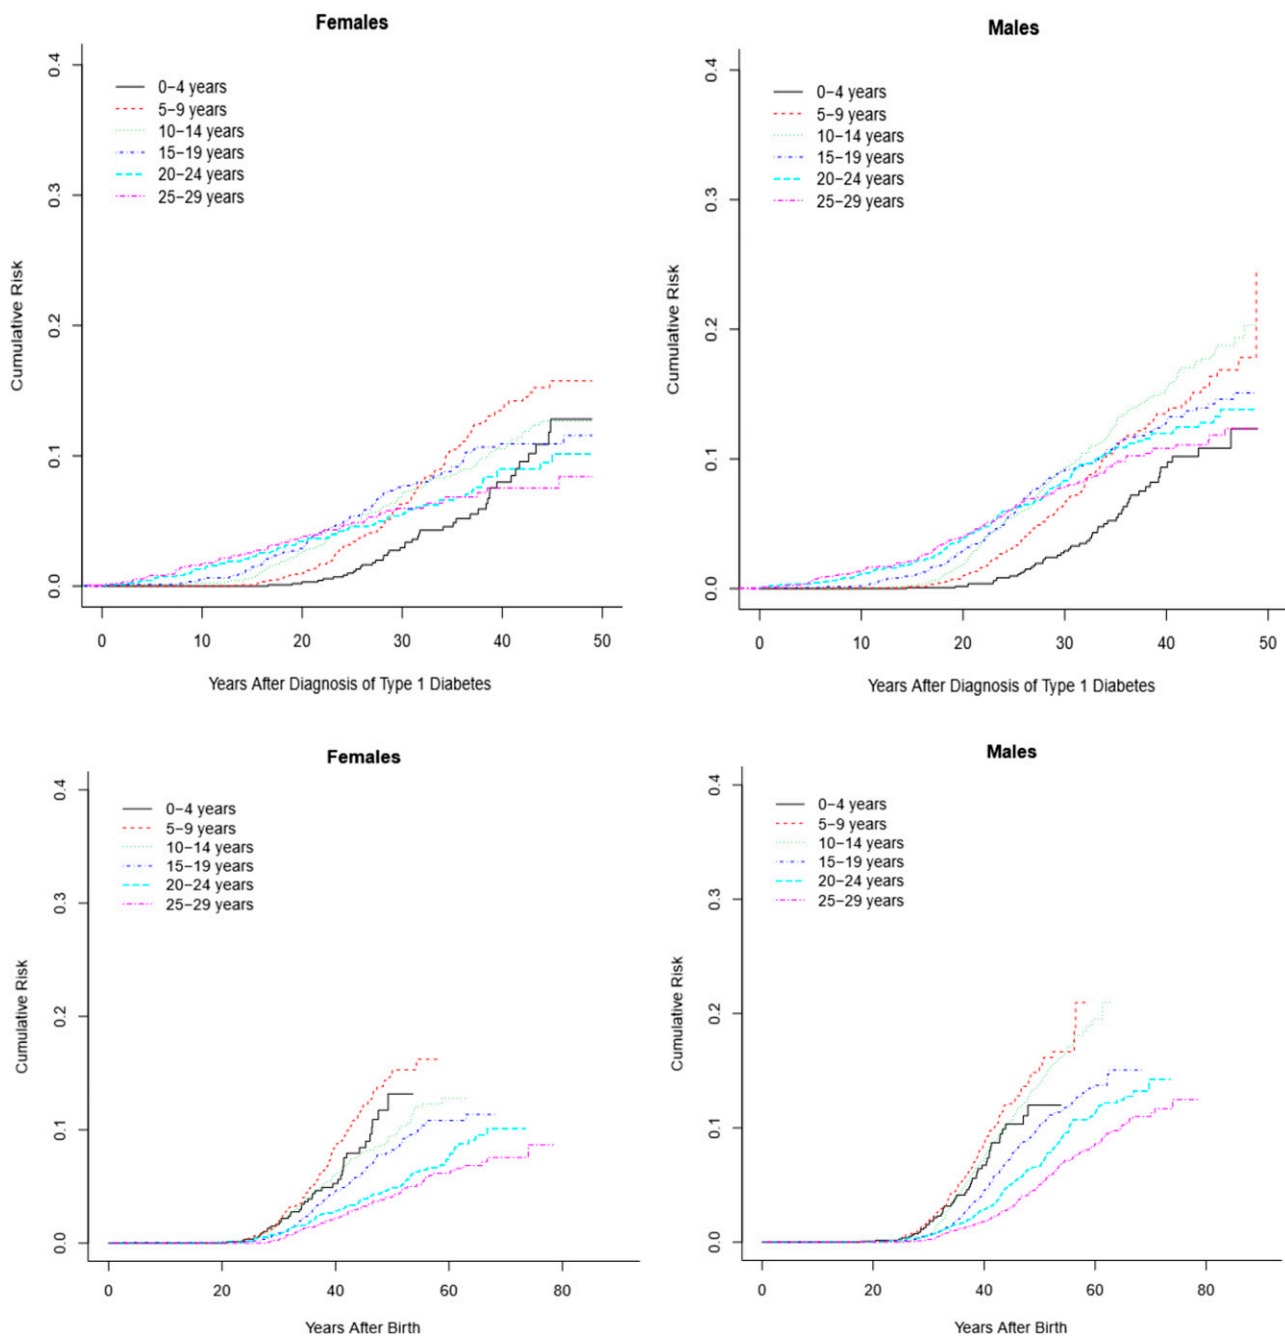 Females
Cumulative Risk
0.4
0.3
0.2
0.1
0.0
0−4 years
5−9 years
10−14 years
15−19 years
20−24 years
25−29 years
0 10 20 30 40 50
Years After Diagnosis of Type 1 Diabetes
Males
Cumulative Risk
0.4
0.3
0.2
0.1
0.0
0−4 years
5−9 years
10−14 years
15−19 years
20−24 years
25−29 years
0 10 20 30 40 50
Years After Diagnosis of Type 1 Diabetes
Females
Cumulative Risk
0.4
0.3
0.2
0.1
0.0
0−4 years
5−9 years
10−14 years
15−19 years
20−24 years
25−29 years
0 20 40 60 80
Years After Birth
Males
Cumulative Risk
0.4
0.3
0.2
0.1
0.0
0−4 years
5−9 years
10−14 years
15−19 years
20−24 years
25−29 years
0 20 40 60 80
Years After Birth